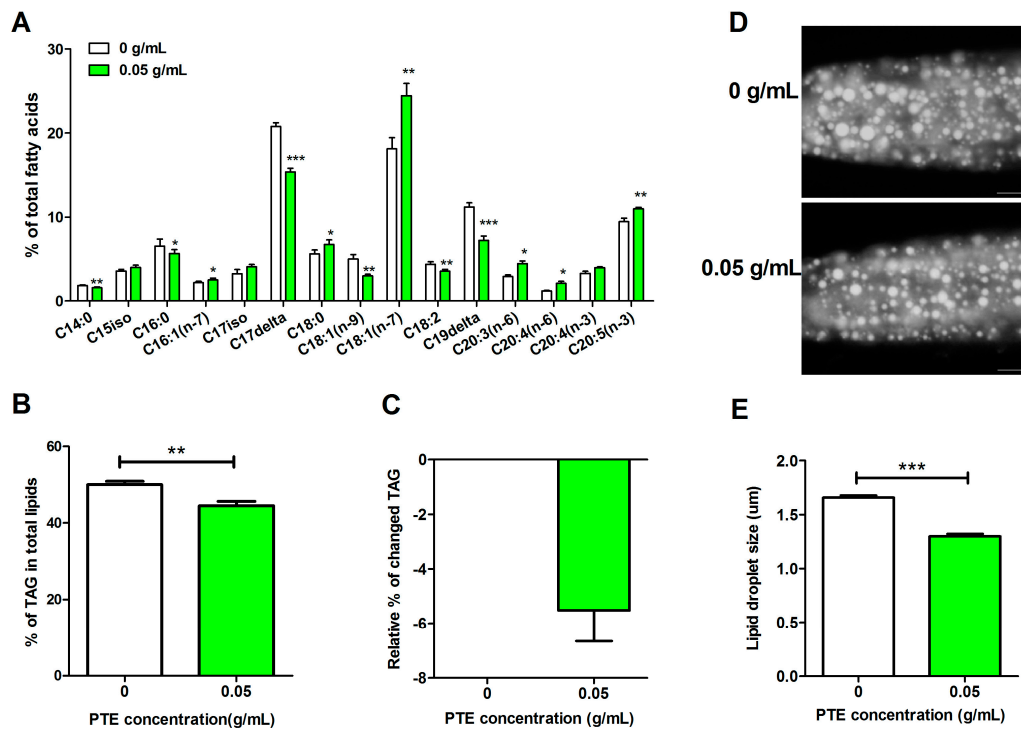 A
0 g/mL
0.05 g/mL
% of total fatty acids
30
20
10
0
**
*
*
***
*
**
**
**
***
*
*
**
C14:0
C15iso
C16:0
C16:1(n-7)
C17iso
C17delta
C18:0
C18:1(n-9)
C18:1(n-7)
C18:2
C19delta
C20:3(n-6)
C20:4(n-6)
C20:4(n-3)
C20:5(n-3)
D
0 g/mL
0.05 g/mL
B
% of TAG in total lipids
60
40
20
0
**
0 0.05
PTE concentration(g/mL)
C
Relative % of changed TAG
0
-2
-4
-6
-8
0 0.05
PTE concentration (g/mL)
E
Lipid droplet size (um)
2.0
1.5
1.0
0.5
0.0
***
0 0.05
PTE concentration (g/mL)